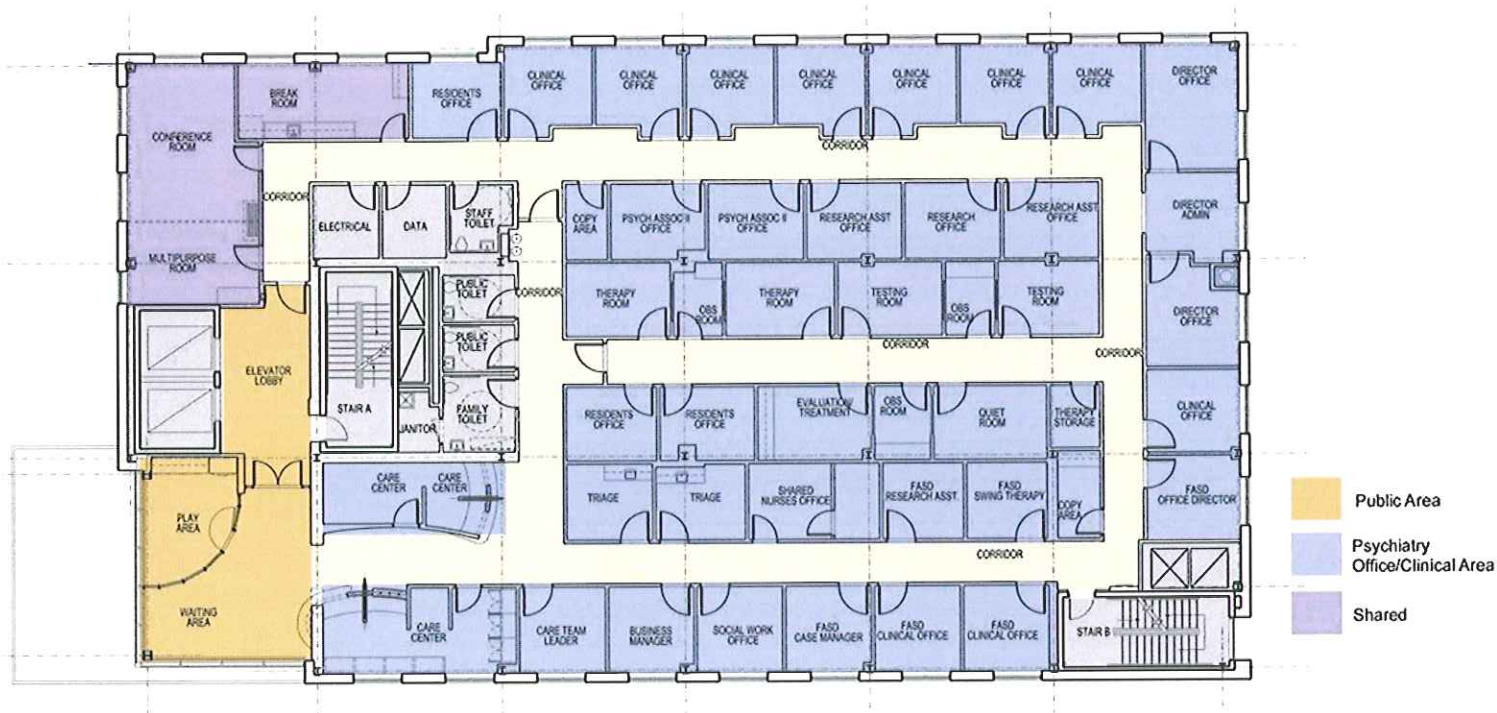 RESIDENTS
OFFICE
CLINICAL
OFFICE
CLINICAL
OFFICE
CLINICAL
OFFICE
CLINICAL
OFFICE
CLINICAL
OFFICE
CLINICAL
OFFICE
CLINICAL
OFFICE
DIRECTOR
OFFICE
BREAK
ROOM
CONFERENCE
ROOM
CORRIDOR
CORRIDOR
ELECTRICAL
DATA
STAFF
TOILET
COPY
AREA
PSYCH ASSOC II
OFFICE
PSYCH ASSOC II
OFFICE
RESEARCH ASST
OFFICE
RESEARCH
OFFICE
RESEARCH ASST
OFFICE
DIRECTOR
ADMIN
MULTIPURPOSE
ROOM
PUBLIC
TOILET
CORRIDOR
THERAPY
ROOM
OBS
ROOM
THERAPY
ROOM
TESTING
ROOM
OBS
ROOM
TESTING
ROOM
DIRECTOR
OFFICE
PUBLIC
TOILET
CORRIDOR
CORRIDOR
ELEVATOR
LOBBY
STAIR A
JANITOR
FAMILY
TOILET
RESIDENTS
OFFICE
RESIDENTS
OFFICE
EVALUATION/
TREATMENT
OBS
ROOM
QUIET
ROOM
THERAPY
STORAGE
CLINICAL
OFFICE
CARE
CENTER
CARE
CENTER
TRIAGE
TRIAGE
SHARED
NURSES OFFICE
FASD
RESEARCH ASST.
FASD
SWING THERAPY
COPY
AREA
FASD
OFFICE DIRECTOR
PLAY
AREA
CORRIDOR
WAITING
AREA
CARE
CENTER
CARE TEAM
LEADER
BUSINESS
MANAGER
SOCIAL WORK
OFFICE
FASD
CASE MANAGER
FASD
CLINICAL OFFICE
FASD
CLINICAL OFFICE
STAIR B
Public Area
Psychiatry
Office/Clinical Area
Shared